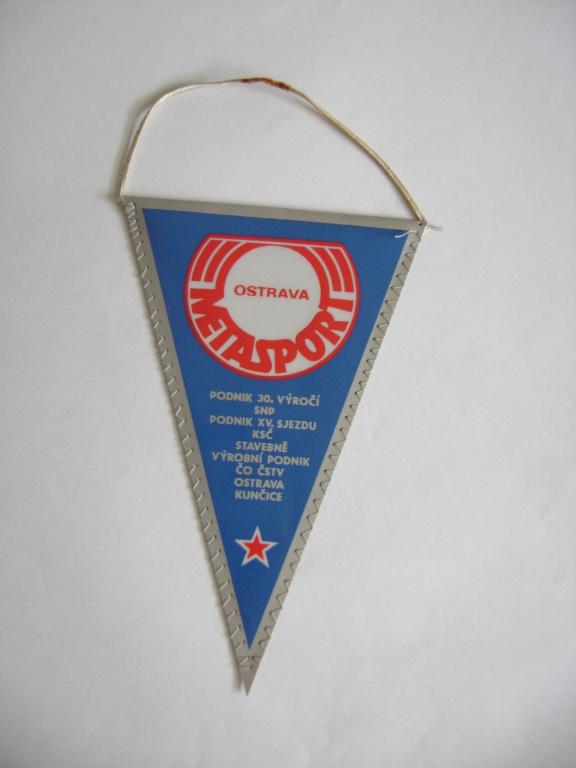 OSTRAVA
METASPORT
PODNIK 30. VÝROČÍ
SNP
PODNIK XV. SJEZDU
KSČ
STAVEBNĚ
VÝROBNÍ PODNIK
ČO ČSTV
OSTRAVA
KUNČICE